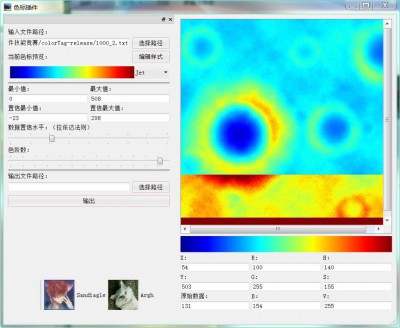 色标插件
输入文件路径:
件技能竞赛/colorTag-release/1000_2.txt
选择路径
当前色标预览:
编辑样式
Jet
最小值:
最大值:
0
508
置信最小值:
置信最大值:
-23
298
数据置信水平:（拉依达法则）
色阶数:
输出文件路径:
选择路径
输出
SandEagle
Argh
X:
R:
H:
54
100
140
Y:
G:
S:
503
255
155
原始数据:
B:
V:
131
154
255